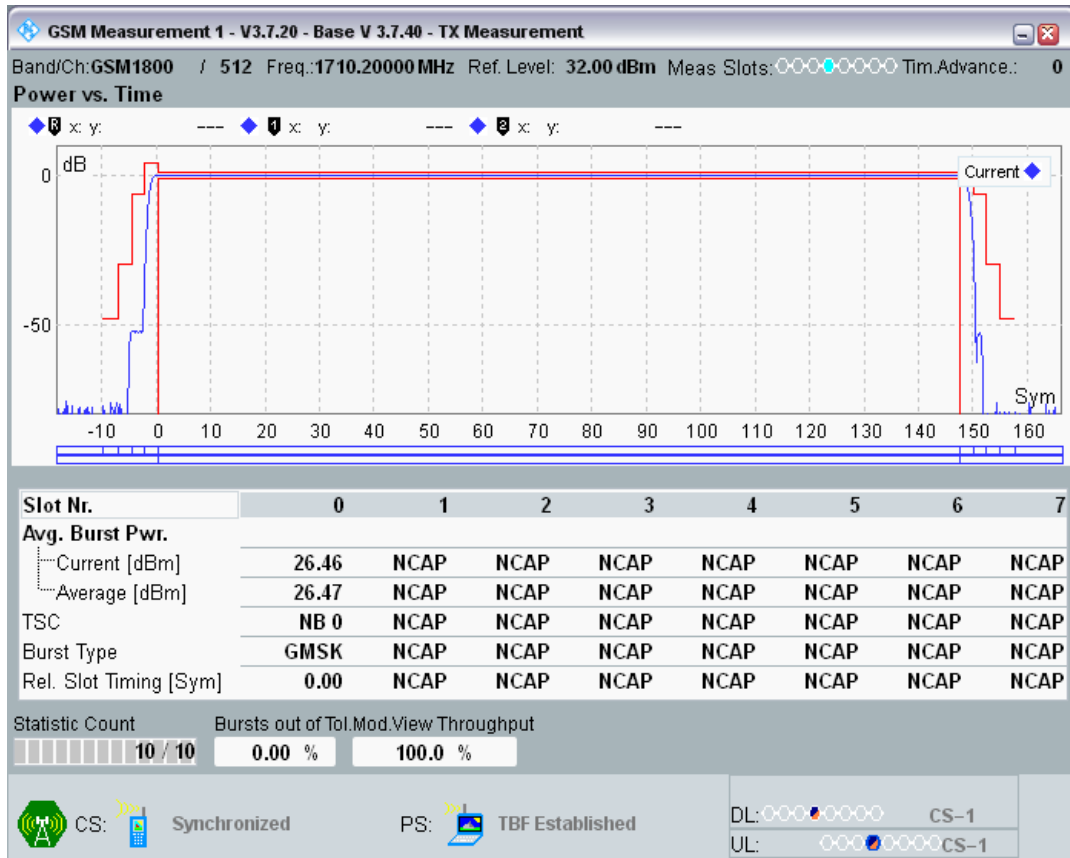 GSM Measurement 1 - V3.7.20 - Base V 3.7.40 - TX Measurement
Band/Ch:GSM1800 / 512 Freq.:1710.20000 MHz Ref. Level: 32.00 dBm Meas Slots: Tim.Advance.: 0
Power vs. Time
R x: y: --- 1 x: y: --- 2 x: y: ---
dB
0
Current
-50
Sym
-10 0 10 20 30 40 50 60 70 80 90 100 110 120 130 140 150 160
Slot Nr. 0 1 2 3 4 5 6 7
Avg. Burst Pwr.
Current [dBm] 26.46 NCAP NCAP NCAP NCAP NCAP NCAP NCAP
Average [dBm] 26.47 NCAP NCAP NCAP NCAP NCAP NCAP NCAP
TSC NB 0 NCAP NCAP NCAP NCAP NCAP NCAP NCAP
Burst Type GMSK NCAP NCAP NCAP NCAP NCAP NCAP NCAP
Rel. Slot Timing [Sym] 0.00 NCAP NCAP NCAP NCAP NCAP NCAP NCAP
Statistic Count Bursts out of Tol.Mod.View Throughput
10 / 10 0.00 % 100.0 %
CS: Synchronized PS: TBF Established
DL: CS-1
UL: CS-1